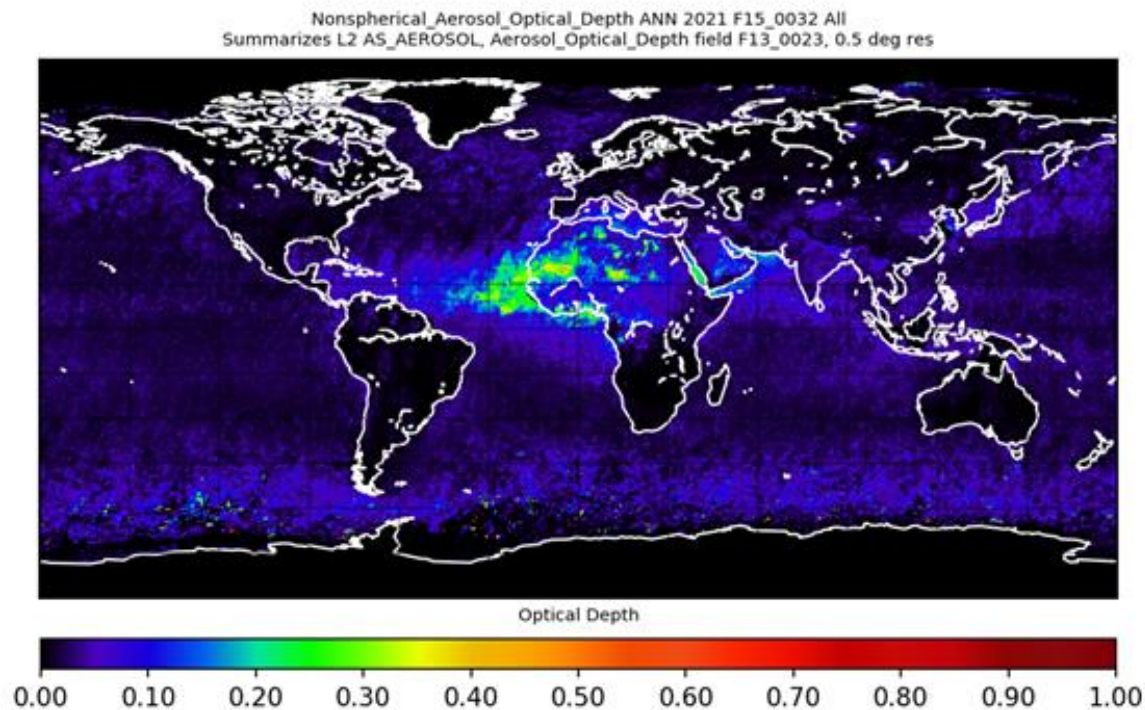 Nonspherical_Aerosol_Optical_Depth ANN 2021 F15_0032 All
Summarizes L2 AS_AEROSOL, Aerosol_Optical_Depth field F13_0023, 0.5 deg res
Optical Depth
0.00 0.10 0.20 0.30 0.40 0.50 0.60 0.70 0.80 0.90 1.00